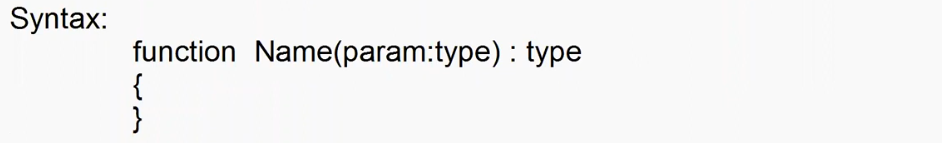 Syntax:
function Name(param:type) : type
{
}